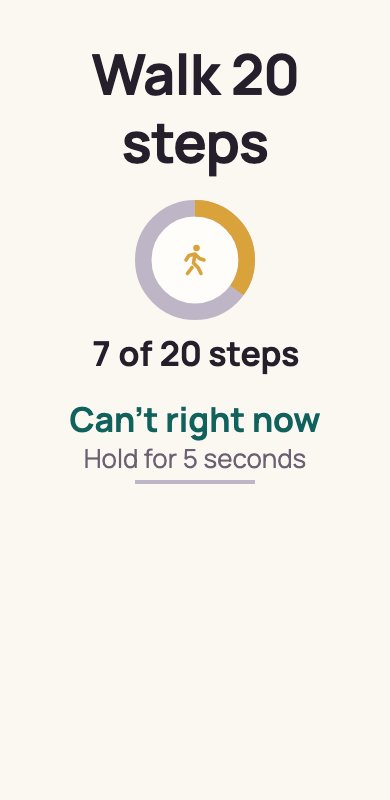 Walk 20
steps
7 of 20 steps
Can’t right now
Hold for 5 seconds